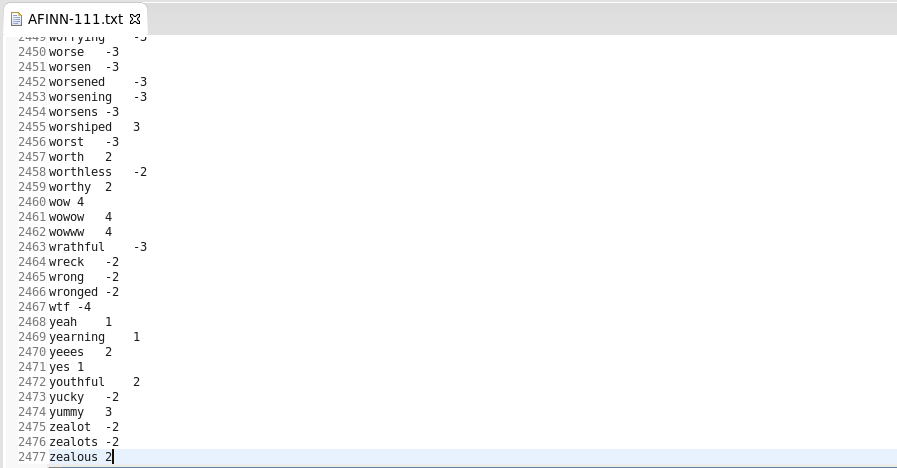 AFINN-111.txt
2449 worrying -3
2450 worse -3
2451 worsen -3
2452 worsened -3
2453 worsening -3
2454 worsens -3
2455 worshiped 3
2456 worst -3
2457 worth 2
2458 worthless -2
2459 worthy 2
2460 wow 4
2461 wowow 4
2462 wowww 4
2463 wrathful -3
2464 wreck -2
2465 wrong -2
2466 wronged -2
2467 wtf -4
2468 yeah 1
2469 yearning 1
2470 yeees 2
2471 yes 1
2472 youthful 2
2473 yucky -2
2474 yummy 3
2475 zealot -2
2476 zealots -2
2477 zealous 2